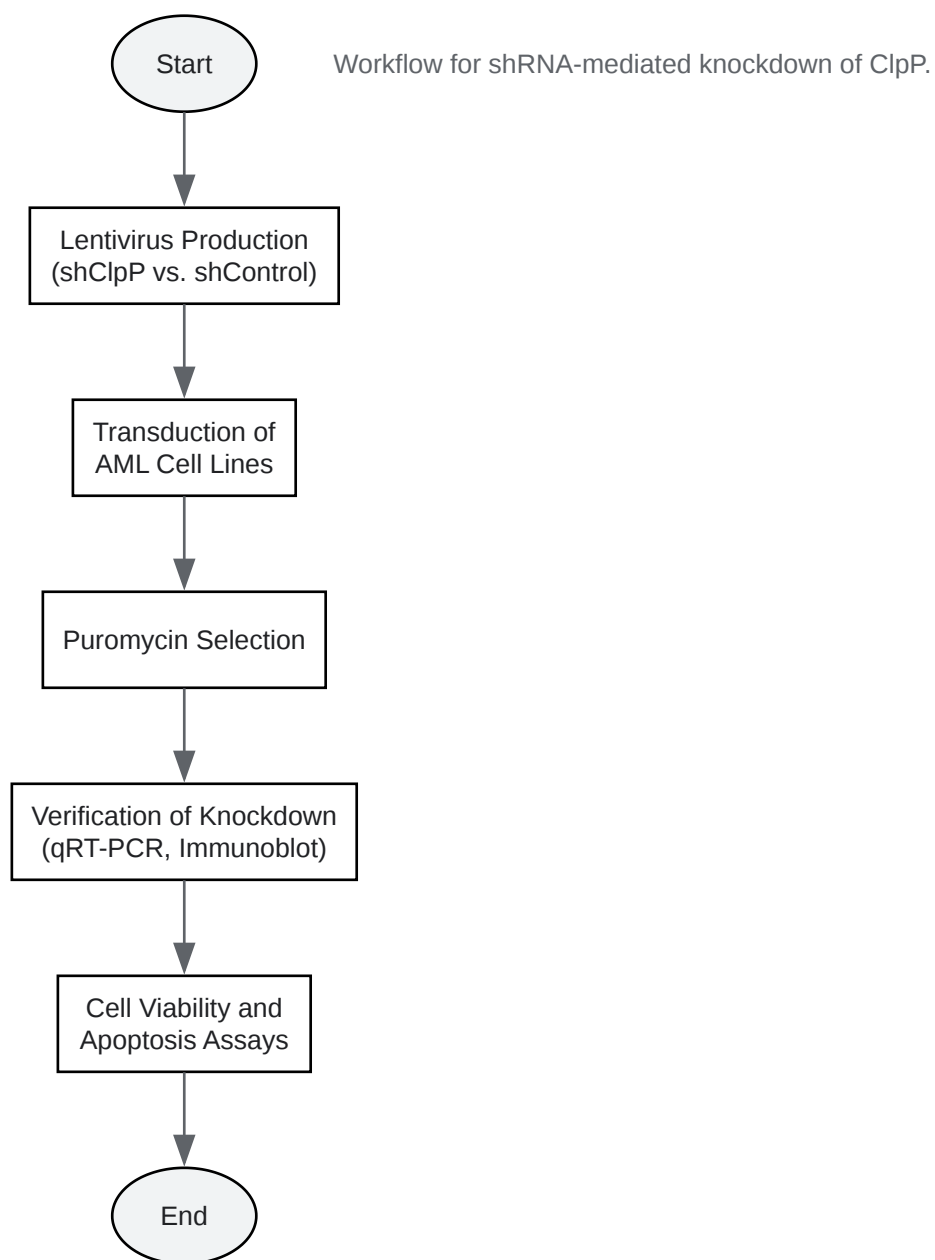 Start
Workflow for shRNA-mediated knockdown of ClpP.
Lentivirus Production
(shClpP vs. shControl)
Transduction of
AML Cell Lines
Puromycin Selection
Verification of Knockdown
(qRT-PCR, Immunoblot)
Cell Viability and
Apoptosis Assays
End